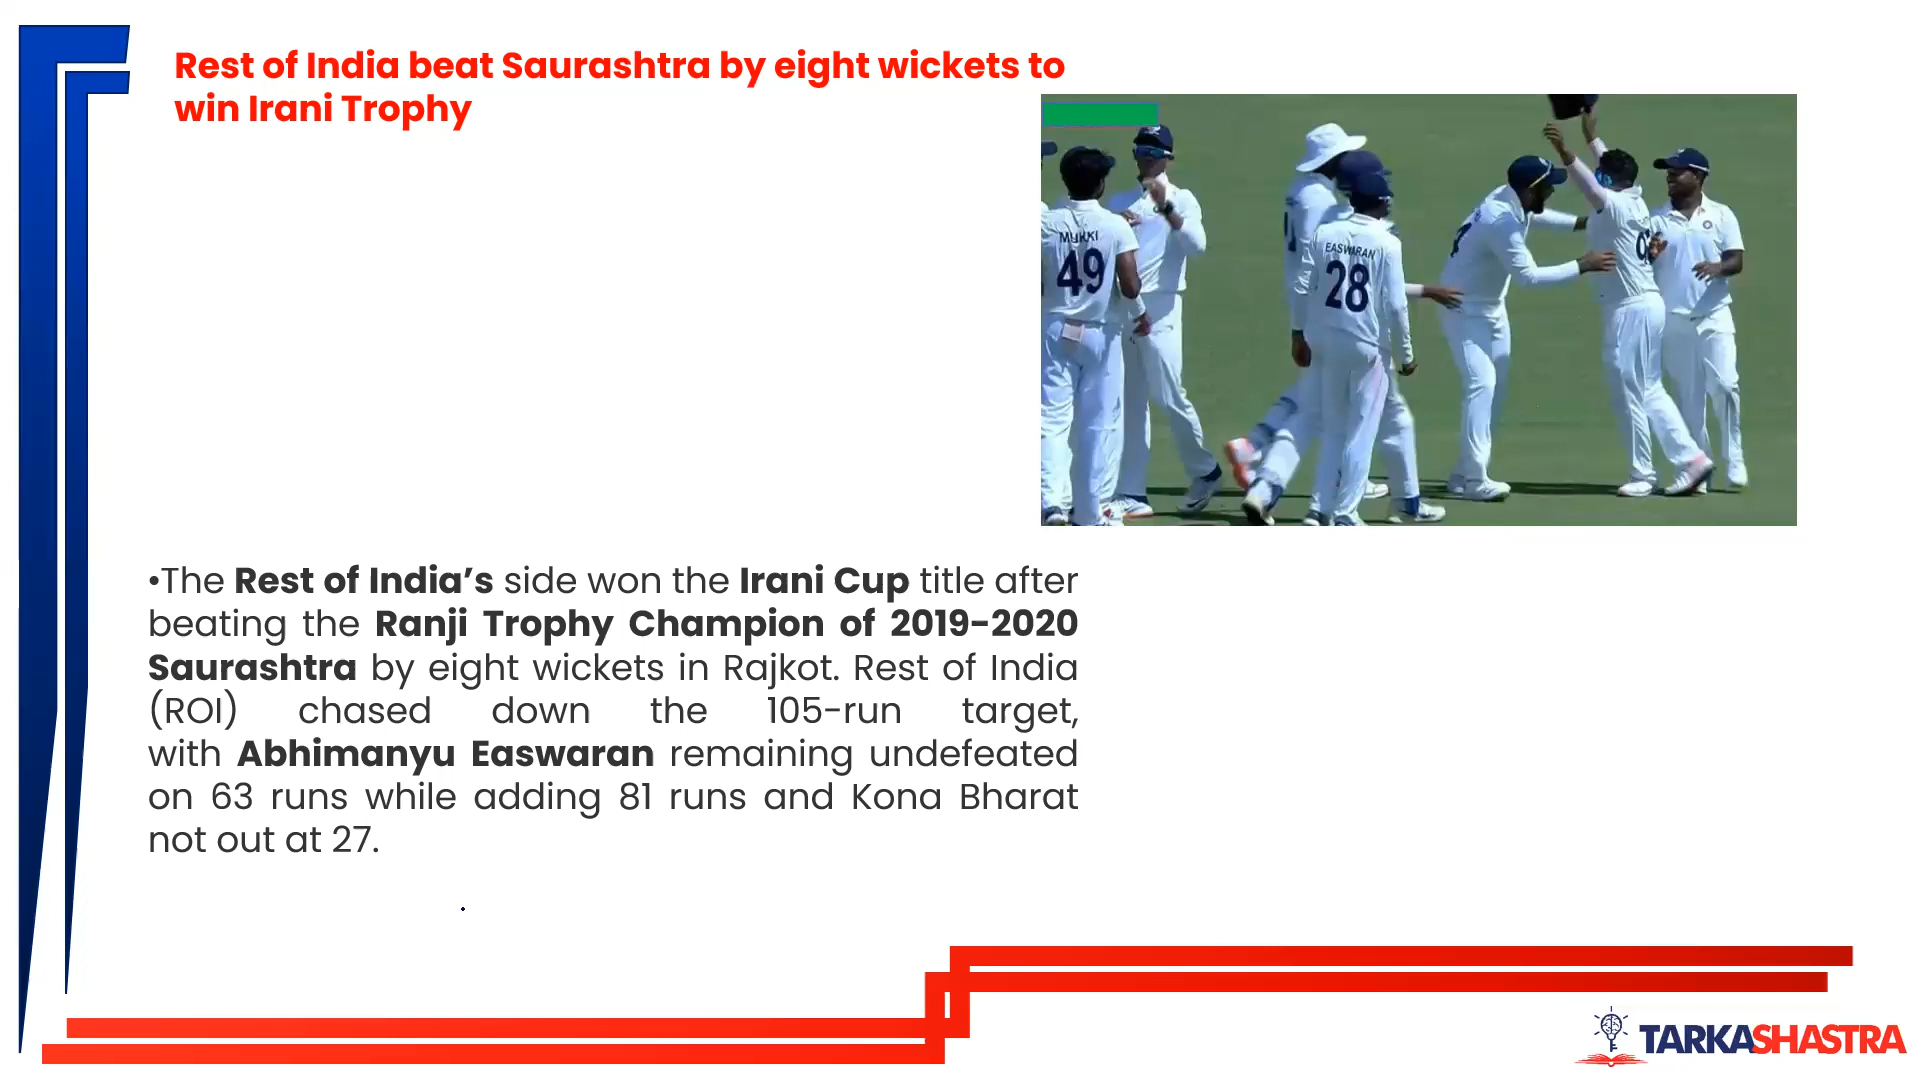 Rest of India beat Saurashtra by eight wickets to
win Irani Trophy
MUKKI
49
EASWARAN
28
•The Rest of India’s side won the Irani Cup title after
beating the Ranji Trophy Champion of 2019-2020
Saurashtra by eight wickets in Rajkot. Rest of India
(ROI) chased down the 105-run target,
with Abhimanyu Easwaran remaining undefeated
on 63 runs while adding 81 runs and Kona Bharat
not out at 27.
.
TARKASHASTRA